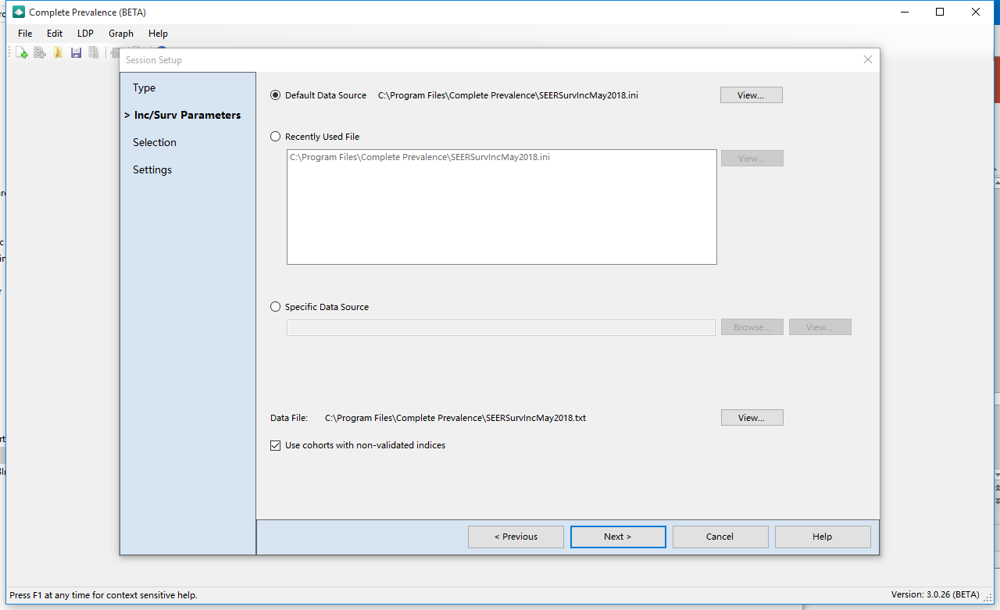 Complete Prevalence (BETA)
File Edit LDP Graph Help
Session Setup
Type
> Inc/Surv Parameters
Selection
Settings
Default Data Source C:\Program Files\Complete Prevalence\SEERSurvIncMay2018.ini View...
Recently Used File
C:\Program Files\Complete Prevalence\SEERSurvIncMay2018.ini View...
Specific Data Source
Browse... View...
Data File: C:\Program Files\Complete Prevalence\SEERSurvIncMay2018.txt View...
Use cohorts with non-validated indices
< Previous Next > Cancel Help
Press F1 at any time for context sensitive help. Version: 3.0.26 (BETA)